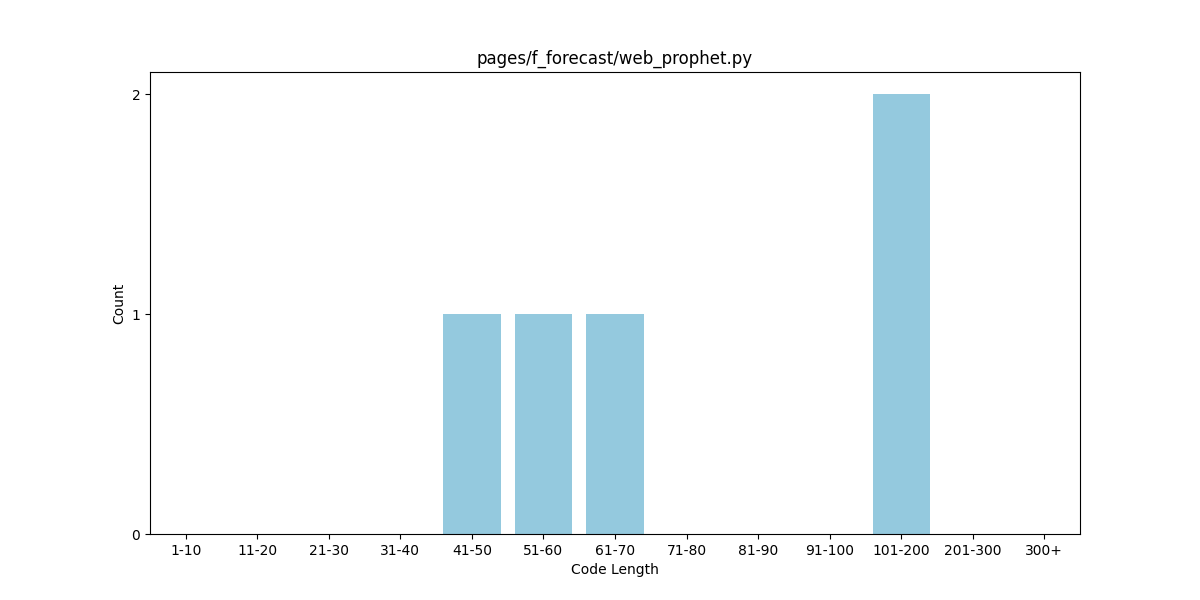 pages/f_forecast/web_prophet.py
2
1
0
Count
1-10 11-20 21-30 31-40 41-50 51-60 61-70 71-80 81-90 91-100 101-200 201-300 300+
Code Length